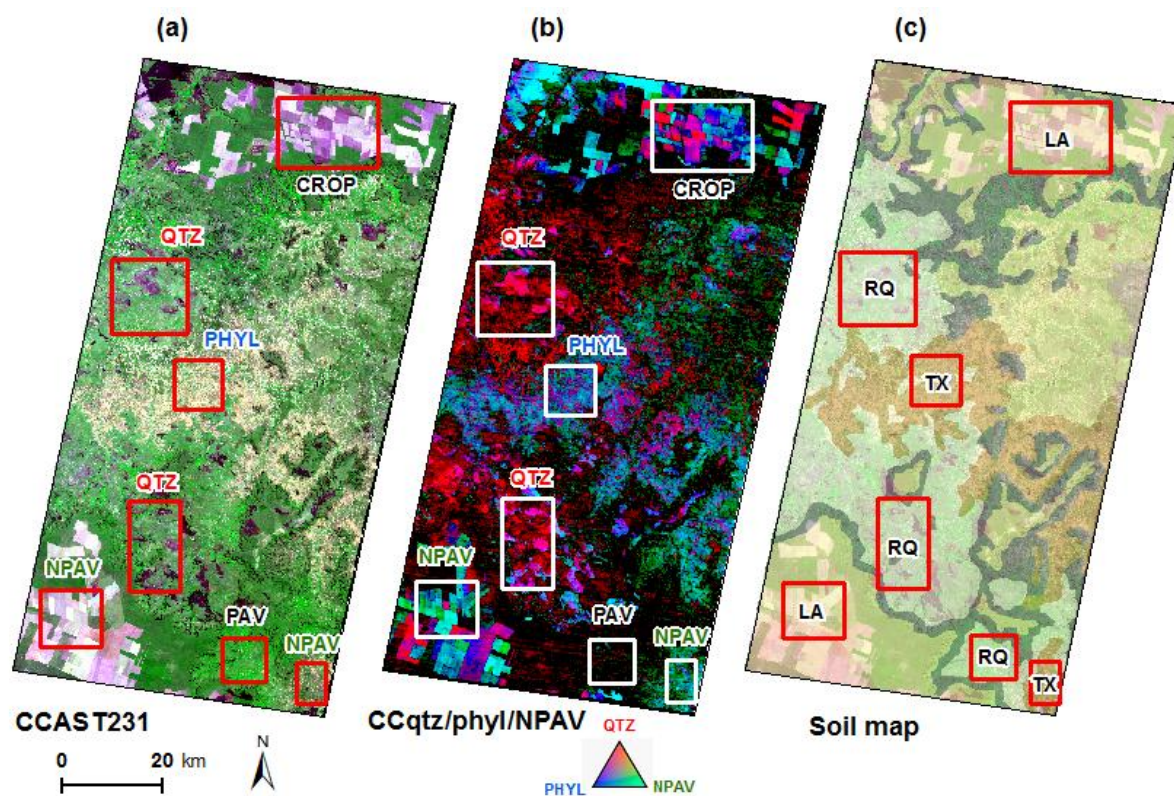 (a)
(b)
(c)
CROP
QTZ
PHYL
QTZ
NPAV
PAV
NPAV
CCAST231
0 20 km
N
CROP
QTZ
PHYL
QTZ
NPAV
PAV
NPAV
CCqtz/phyl/NPAV
QTZ
PHYL
NPAV
LA
RQ
TX
RQ
LA
RQ
TX
Soil map